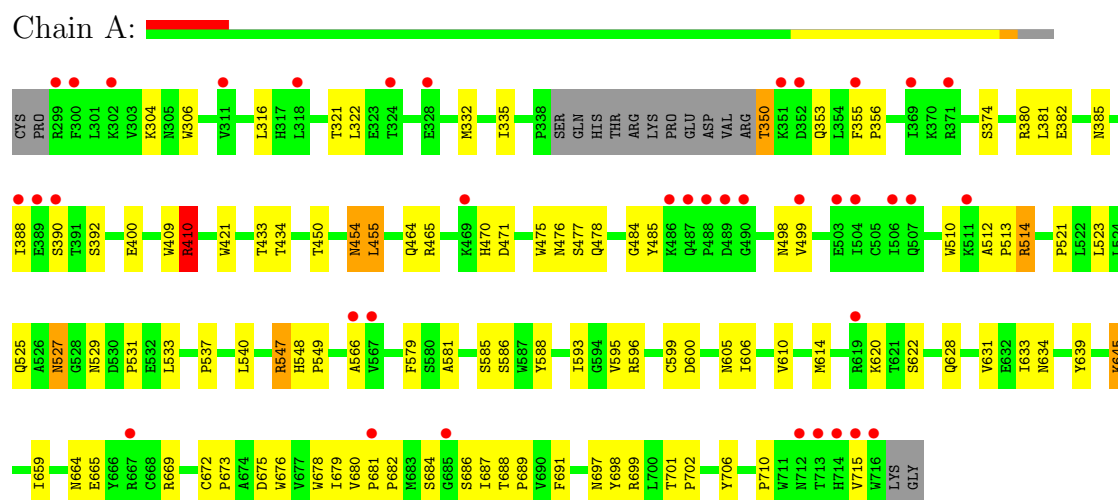 Chain A:
CYS PRO R299 F300 L301 K302 V303 K304 N305 W306 V311 L316 H317 L318 T321 L322 E323 T324 E328 M332 I335 P338 SER GLN HIS THR ARG LYS PRO GLU ASP VAL ARG T350 K351 D352 Q353 L354 F355 P356 I369 K370 R371 S374 R380 L381 E382 N385
I388 E389 S390 T391 S392 E400 W409 R410 W421 T433 T434 T450 N454 L455 Q464 R465 K469 H470 D471 W475 N476 S477 Q478 G484 Y485 K486 Q487 P488 D489 G490 N498 V499 E503 I504 C505 I506 Q507 W510 K511 A512 P513 R514 P521 L522 L523 L524
Q525 A526 N527 G528 N529 D530 P531 E532 L533 P537 L540 R547 H548 P549 A566 V567 F579 S580 A581 S585 S586 W587 Y588 I593 G594 V595 R596 C599 D600 N605 I606 V610 M614 R619 K620 T621 S622 Q628 V631 E632 I633 N634 Y639 K645
I659 N664 E665 Y666 R667 C668 R669 C672 P673 A674 D675 W676 V677 W678 I679 V680 P681 P682 M683 S684 G685 S686 I687 T688 P689 V690 F691 N697 Y698 R699 L700 T701 P702 Y706 P710 W711 N712 T713 H714 V715 W716 LYS GLY